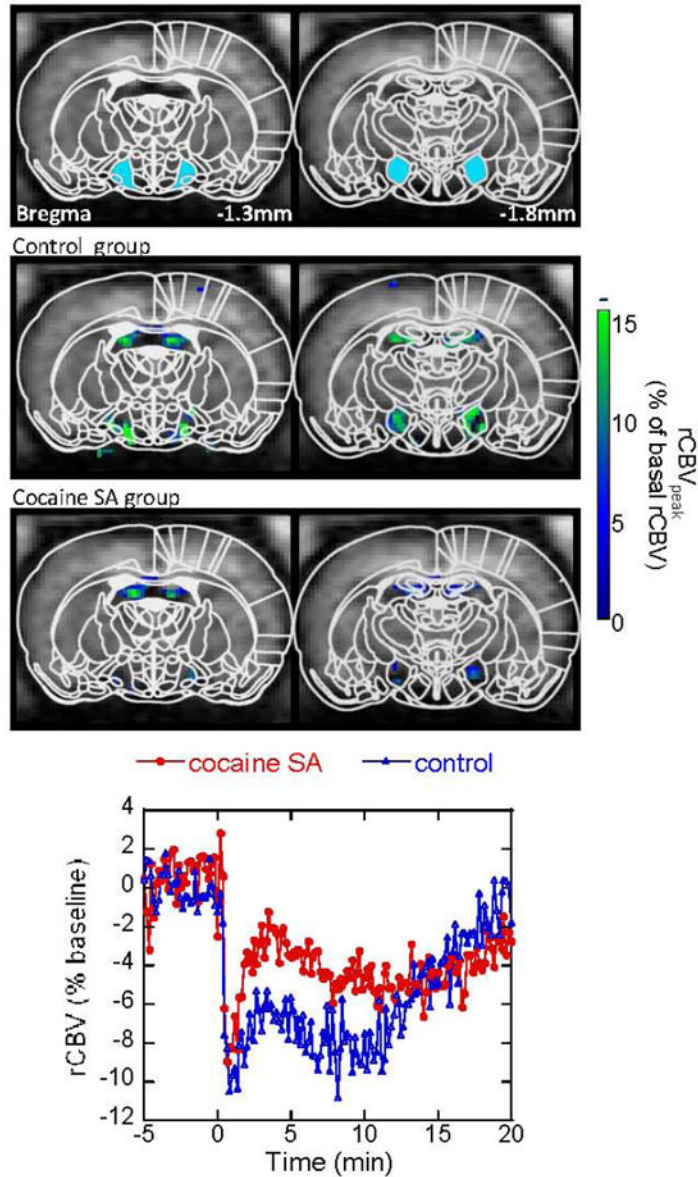 Bregma -1.3mm -1.8mm
Control group
15
10
5
0
rCBVpeak
(% of basal rCBV)
Cocaine SA group
cocaine SA control
4
2
0
-2
-4
-6
-8
-10
-12
rCBV (% baseline)
-5 0 5 10 15 20
Time (min)